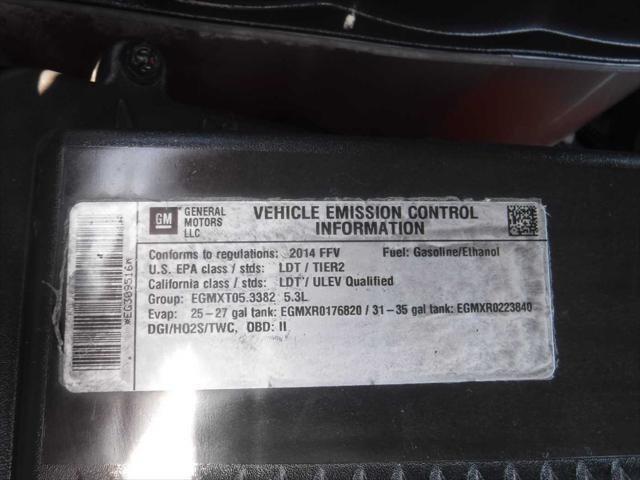 GM
GENERAL
MOTORS
LLC
VEHICLE EMISSION CONTROL
INFORMATION
Conforms to regulations: 2014 FFV Fuel: Gasoline/Ethanol
U.S. EPA class / stds: LDT / TIER2
California class / stds: LDT / ULEV Qualified
Group: EGMXT05.3382 5.3L
Evap: 25-27 gal tank: EGMXR0176820 / 31-35 gal tank: EGMXR0223840
DGI/HO2S/TWC, OBD: II
*EG309516*